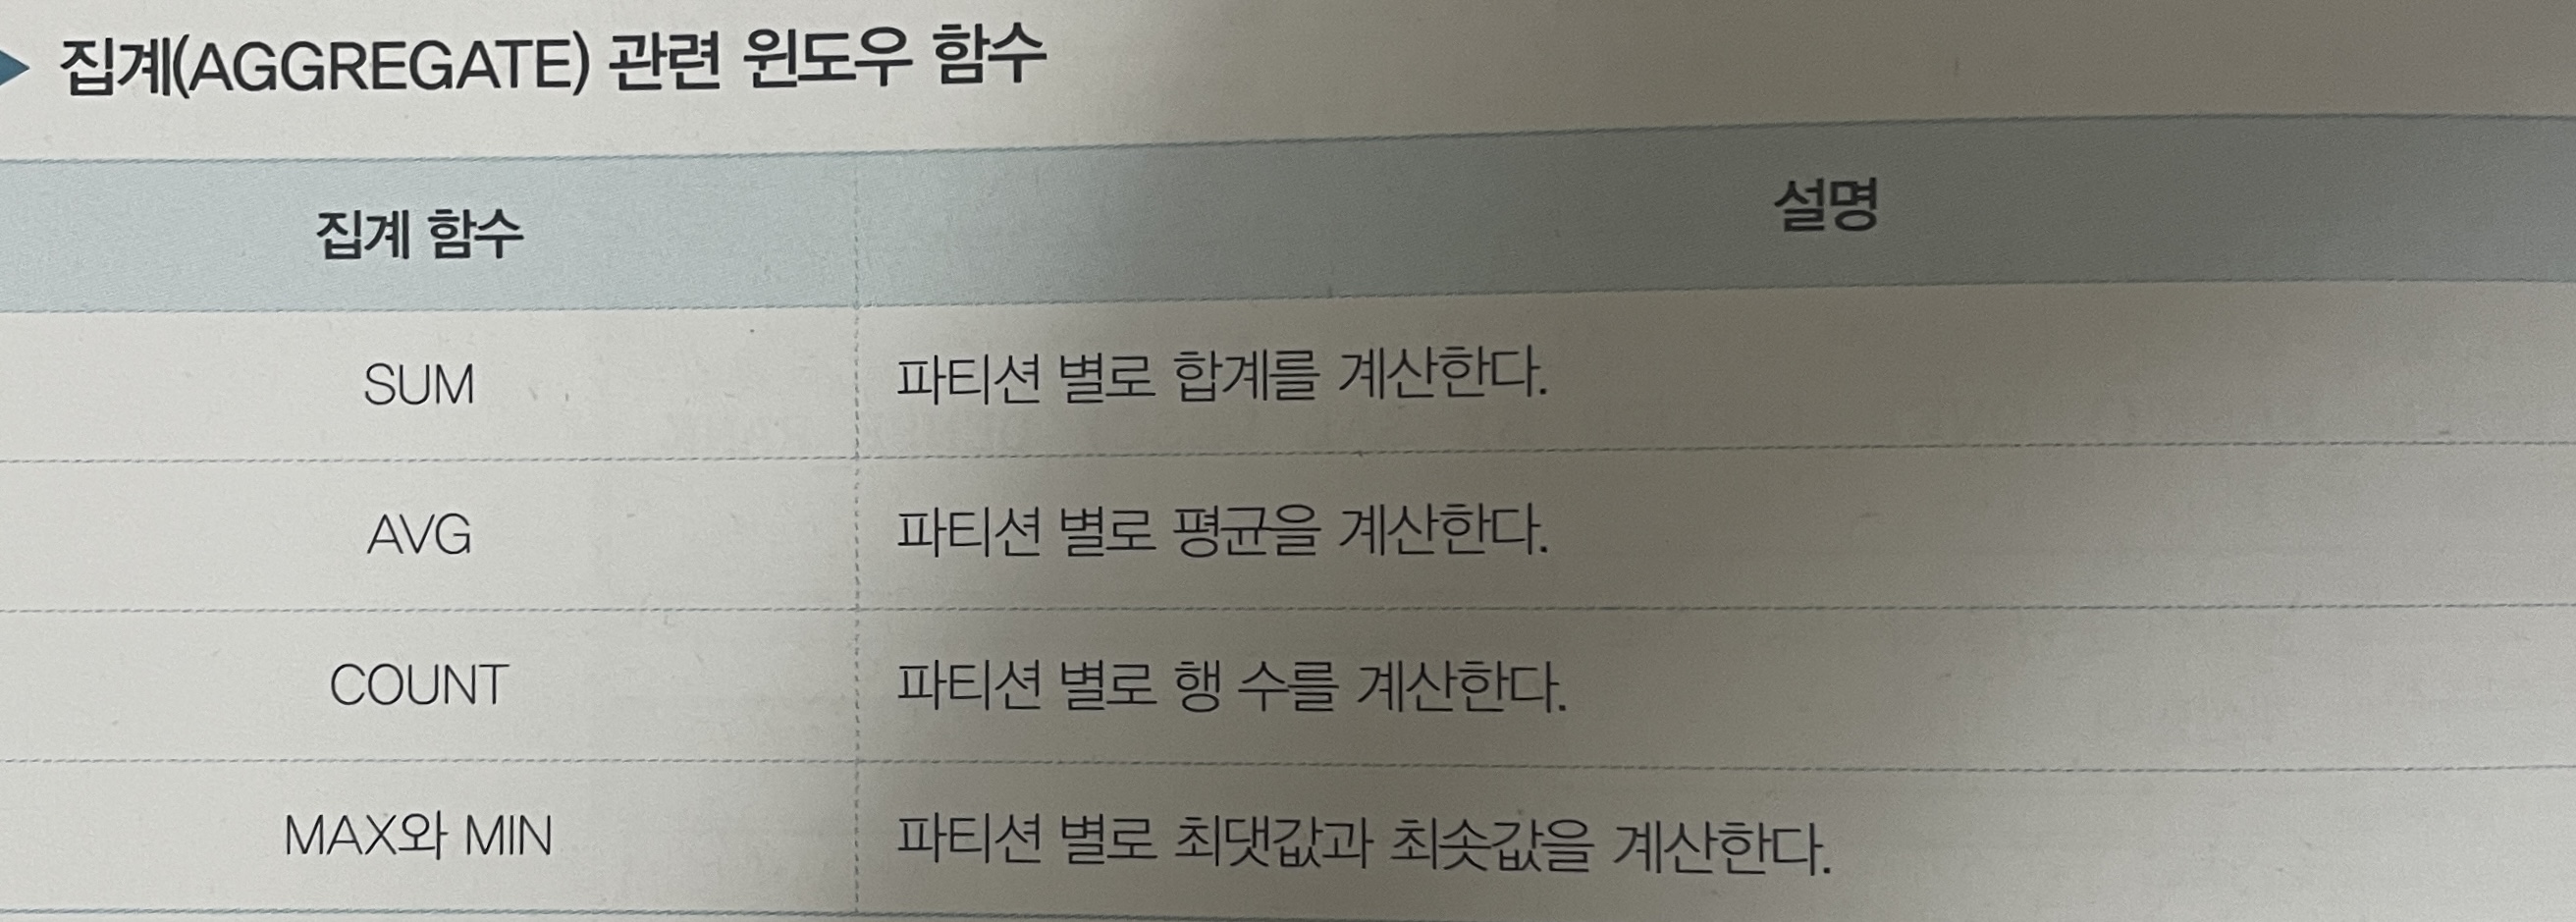 집계(AGGREGATE) 관련 윈도우 함수
집계 함수 설명
SUM 파티션 별로 합계를 계산한다.
AVG 파티션 별로 평균을 계산한다.
COUNT 파티션 별로 행 수를 계산한다.
MAX와 MIN 파티션 별로 최댓값과 최솟값을 계산한다.